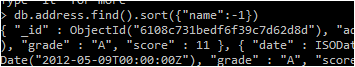 Type "it" for more
> db.address.find().sort({"name":-1})
{ "_id" : ObjectId("6108c731bedf6f39c7d62d8d"), "ad
), "grade" : "A", "score" : 11 }, { "date" : ISODat
Date("2012-05-09T00:00:00Z"), "grade" : "A", "score